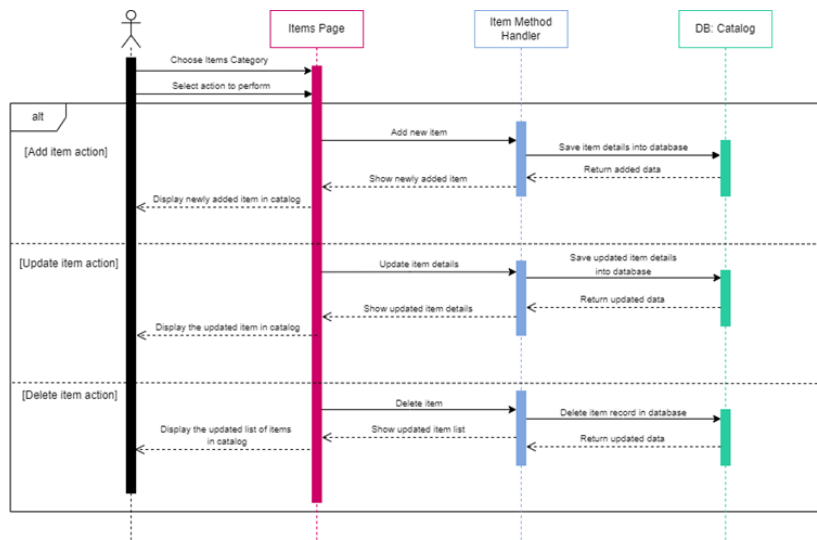 Items Page
Item Method
Handler
DB: Catalog
Choose Items Category
Select action to perform
alt
[Add item action]
Add new item
Save item details into database
Return added data
Show newly added item
Display newly added item in catalog
[Update item action]
Update item details
Save updated item details
into database
Return updated data
Show updated item details
Display the updated item in catalog
[Delete item action]
Delete item
Delete item record in database
Show updated item list
Return updated data
Display the updated list of items
in catalog